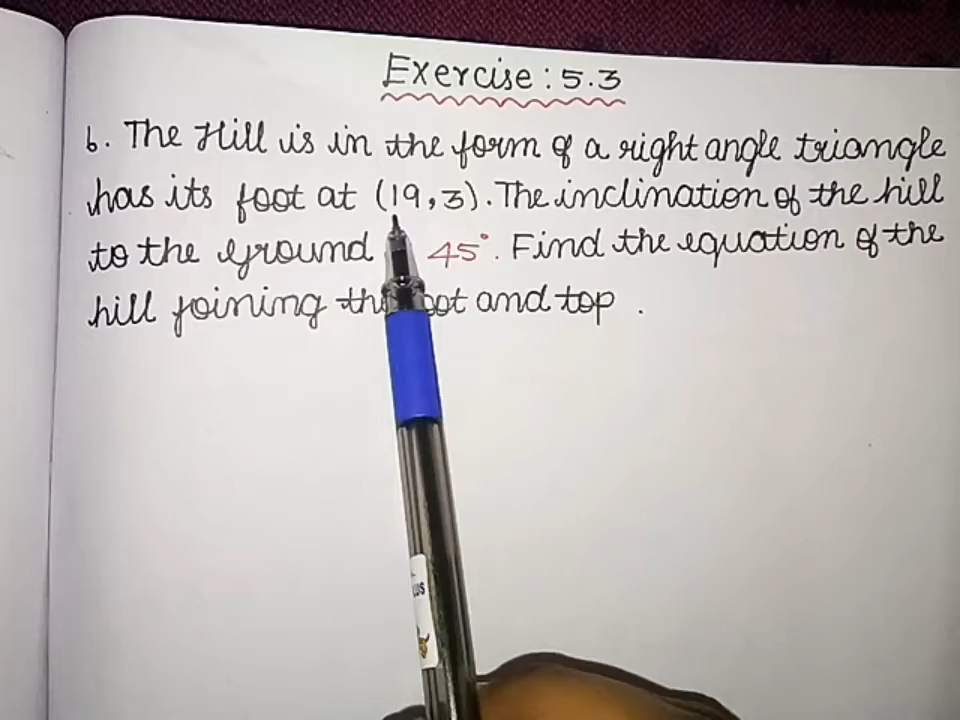 Exercise : 5.3
6. The Hill is in the form of a right angle triangle
has its foot at (19,3). The inclination of the hill
to the ground 45°. Find the equation of the
hill joining the foot and top .